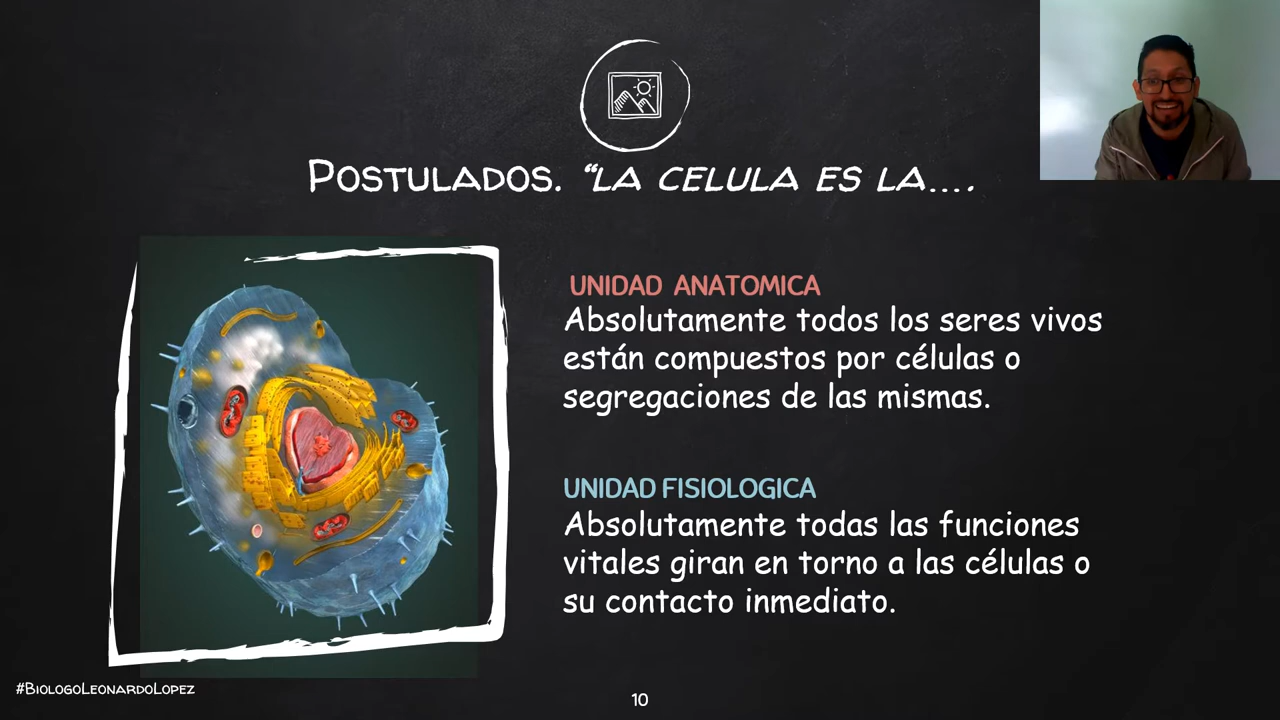 POSTULADOS. "LA CELULA ES LA....
UNIDAD ANATOMICA
Absolutamente todos los seres vivos
están compuestos por células o
segregaciones de las mismas.
UNIDAD FISIOLOGICA
Absolutamente todas las funciones
vitales giran en torno a las células o
su contacto inmediato.
#BIOLOGOLEONARDOLOPEZ
10